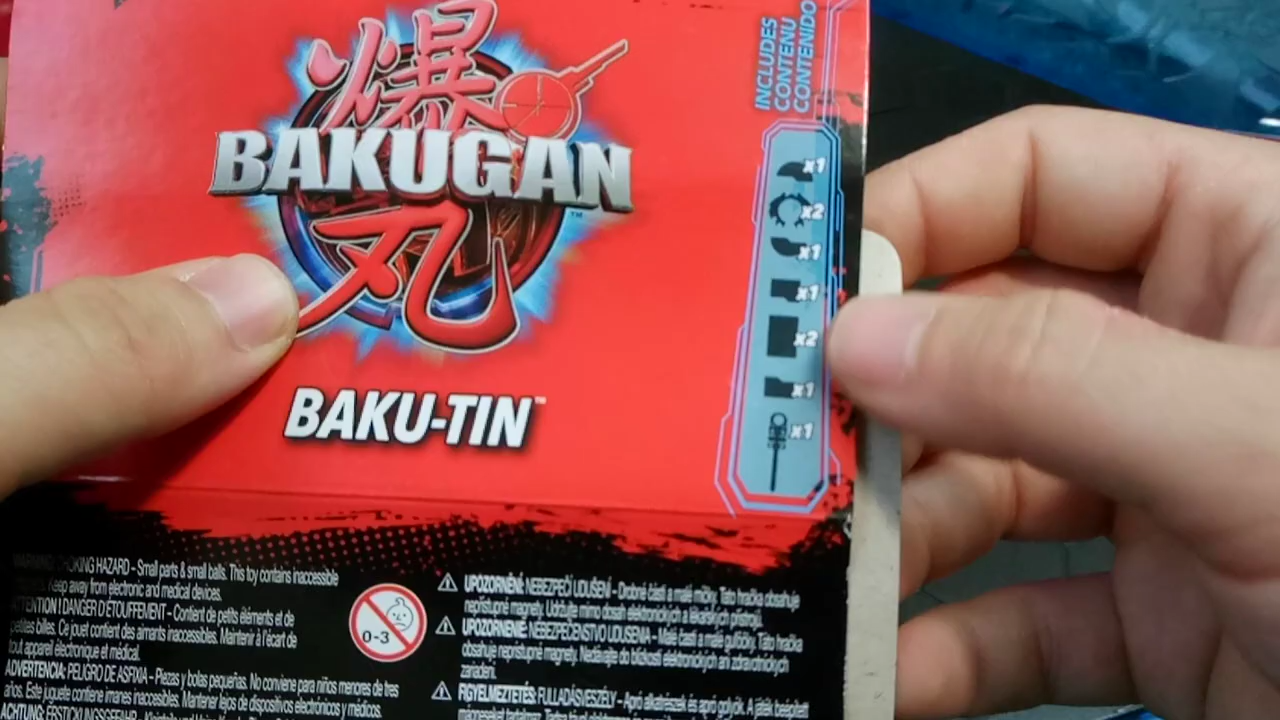 爆
BAKUGAN™
丸
BAKU-TIN™
INCLUDES
CONTENU
CONTENIDO
x1
x2
x1
x1
x2
x1
x1
HAZARD – Small parts & small balls. This toy contains inaccessible
Keep away from electronic and medical devices.
ATTENTION ! DANGER D'ÉTOUFFEMENT – Contient de petits éléments et de
petites billes. Ce jouet contient des aimants inaccessibles. Maintenir à l'écart de
tout appareil électronique et médical.
ADVERTENCIA: PELIGRO DE ASFIXIA – Piezas y bolas pequeñas. No conviene para niños menores de tres
años. Este juguete contiene imanes inaccesibles. Mantener lejos de dispositivos electrónicos y médicos.
ACHTUNG: ERSTICKUNGSGEFAHR –
0-3
UPOZORNĚNÍ: NEBEZPEČÍ UDUŠENÍ – Drobné části a malé míčky. Tato hračka obsahuje
nepřístupné magnety. Udržujte mimo dosah elektronických a lékařských přístrojů.
UPOZORNENIE: NEBEZPEČENSTVO UDUSENIA – Malé časti a malé guľôčky. Táto hračka
obsahuje neprístupné magnety. Nedávajte do blízkosti elektronických ani zdravotníckych
zariadení.
FIGYELMEZTETÉS: FULLADÁSVESZÉLY – Apró alkatrészek és apró golyók. A játék beépített